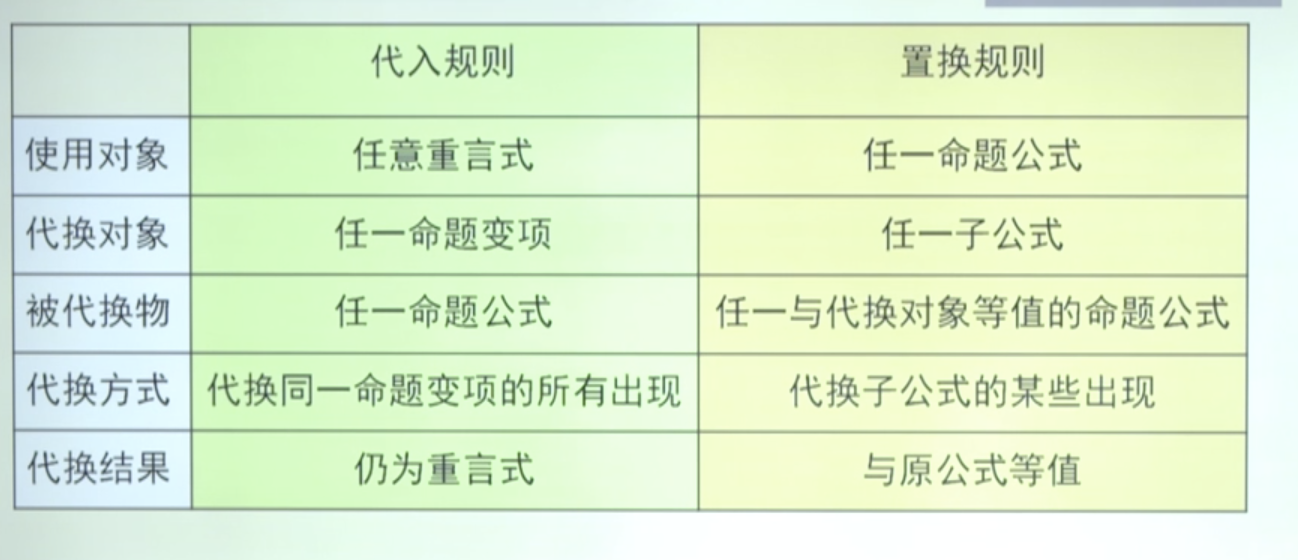 代入规则 置换规则
使用对象 任意重言式 任一命题公式
代换对象 任一命题变项 任一子公式
被代换物 任一命题公式 任一与代换对象等值的命题公式
代换方式 代换同一命题变项的所有出现 代换子公式的某些出现
代换结果 仍为重言式 与原公式等值